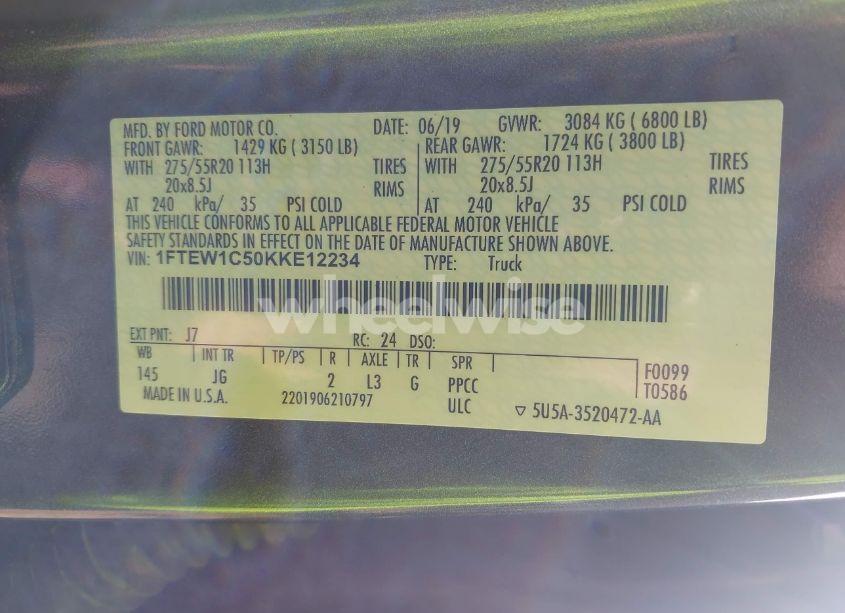 MFD. BY FORD MOTOR CO. DATE: 06/19 GVWR: 3084 KG ( 6800 LB)
FRONT GAWR: 1429 KG ( 3150 LB) REAR GAWR: 1724 KG ( 3800 LB)
WITH 275/55R20 113H TIRES WITH 275/55R20 113H TIRES
20x8.5J RIMS 20x8.5J RIMS
AT 240 kPa/ 35 PSI COLD AT 240 kPa/ 35 PSI COLD
THIS VEHICLE CONFORMS TO ALL APPLICABLE FEDERAL MOTOR VEHICLE
SAFETY STANDARDS IN EFFECT ON THE DATE OF MANUFACTURE SHOWN ABOVE.
VIN: 1FTEW1C50KKE12234 TYPE: Truck
wheelwise
EXT PNT: J7 RC: 24 DSO:
WB INT TR TP/PS R AXLE TR SPR F0099
145 JG 2 L3 G PPCC T0586
MADE IN U.S.A. 2201906210797 ULC ▽ 5U5A-3520472-AA